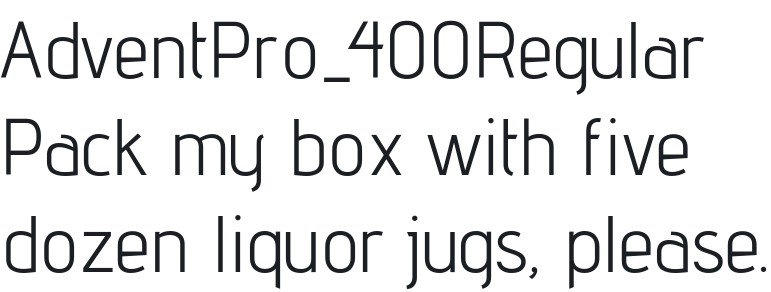 AdventPro_400Regular
Pack my box with five
dozen liquor jugs, please.